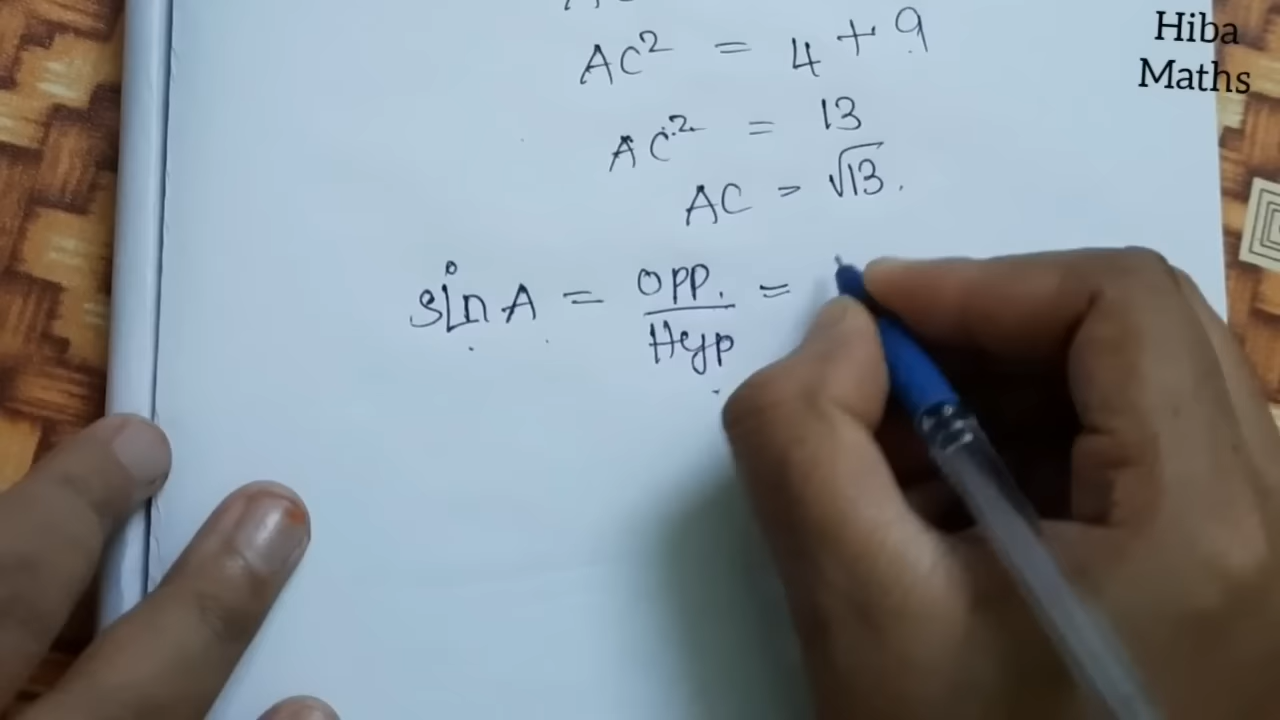 AC² = 4 + 9
AC² = 13
AC = √13.
sin A = opp. / Hyp =
Hiba
Maths